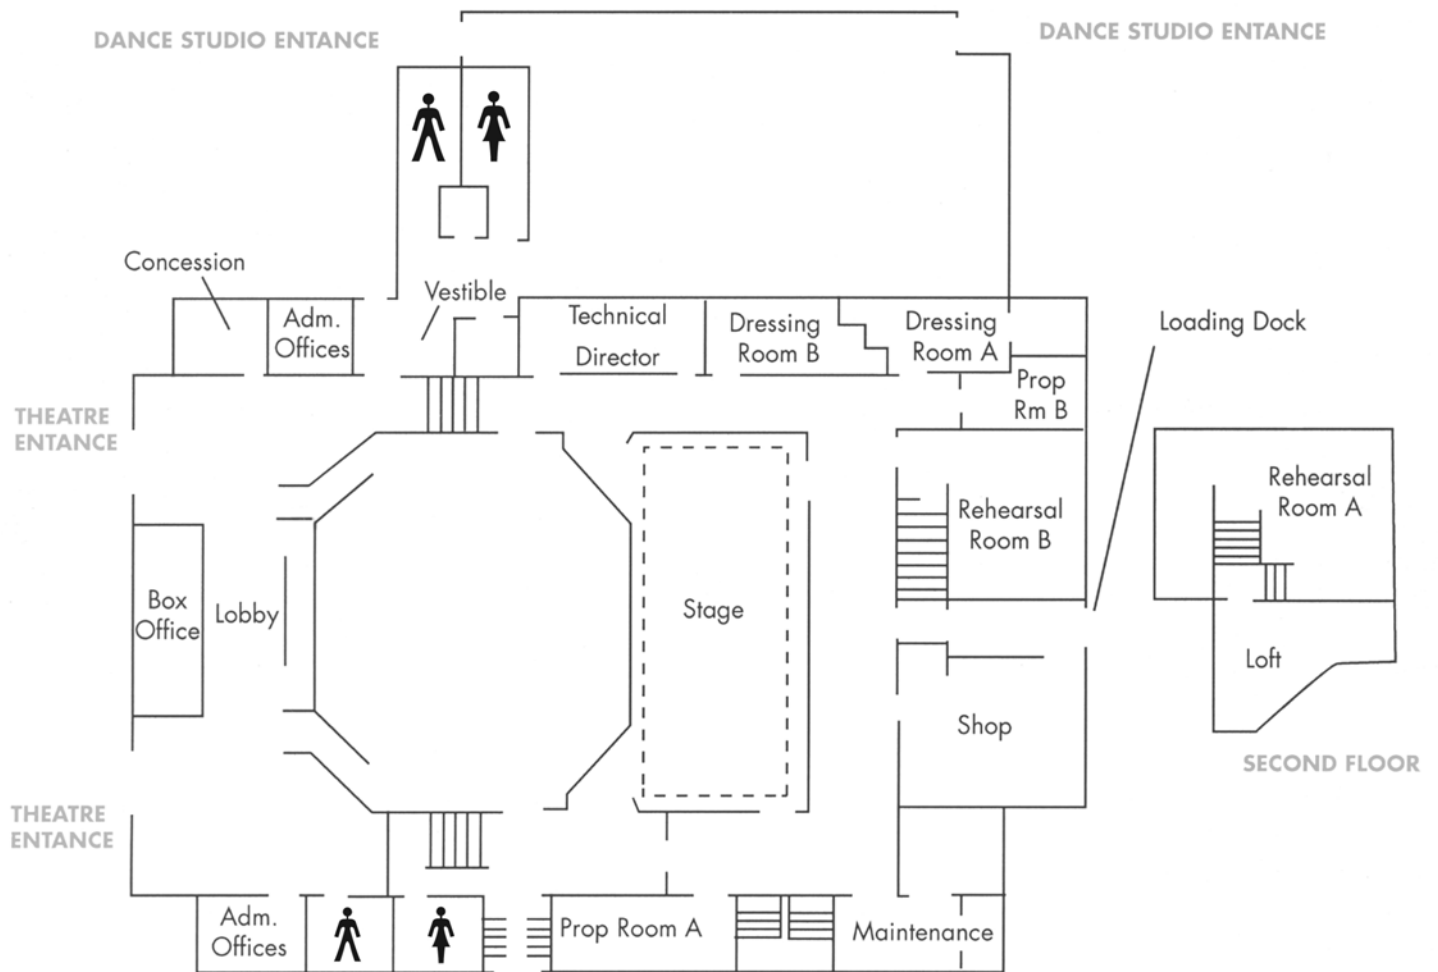 DANCE STUDIO ENTANCE
DANCE STUDIO ENTANCE
Concession
Vestible
Adm.
Offices
Technical
Director
Dressing
Room B
Dressing
Room A
Loading Dock
Prop
Rm B
THEATRE
ENTANCE
Rehearsal
Room A
Rehearsal
Room B
Box
Office
Lobby
Stage
Loft
Shop
SECOND FLOOR
THEATRE
ENTANCE
Adm.
Offices
Prop Room A
Maintenance